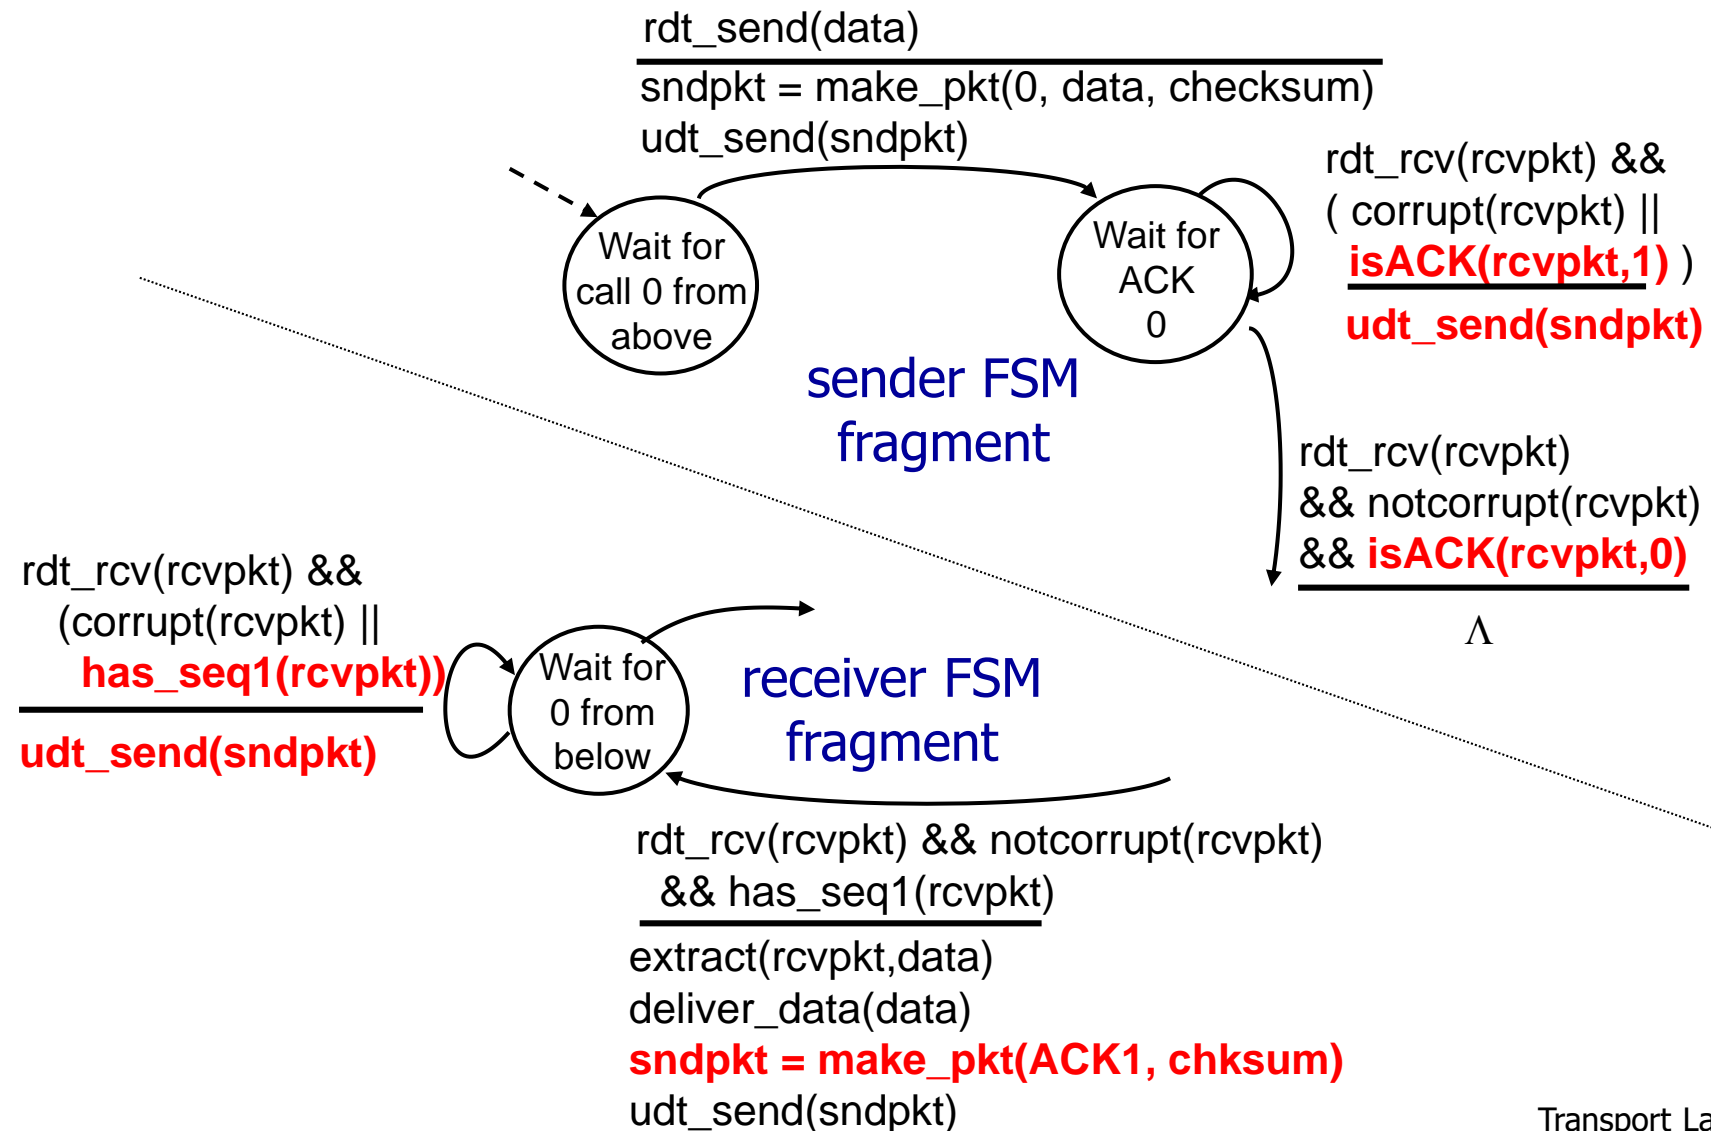 rdt_send(data)
sndpkt = make_pkt(0, data, checksum)
udt_send(sndpkt)
Wait for
call 0 from
above
Wait for
ACK
0
rdt_rcv(rcvpkt) &&
( corrupt(rcvpkt) ||
isACK(rcvpkt,1) )
udt_send(sndpkt)
sender FSM
fragment
rdt_rcv(rcvpkt)
&& notcorrupt(rcvpkt)
&& isACK(rcvpkt,0)
Λ
rdt_rcv(rcvpkt) &&
(corrupt(rcvpkt) ||
has_seq1(rcvpkt))
udt_send(sndpkt)
Wait for
0 from
below
receiver FSM
fragment
rdt_rcv(rcvpkt) && notcorrupt(rcvpkt)
&& has_seq1(rcvpkt)
extract(rcvpkt,data)
deliver_data(data)
sndpkt = make_pkt(ACK1, chksum)
udt_send(sndpkt)
Transport La